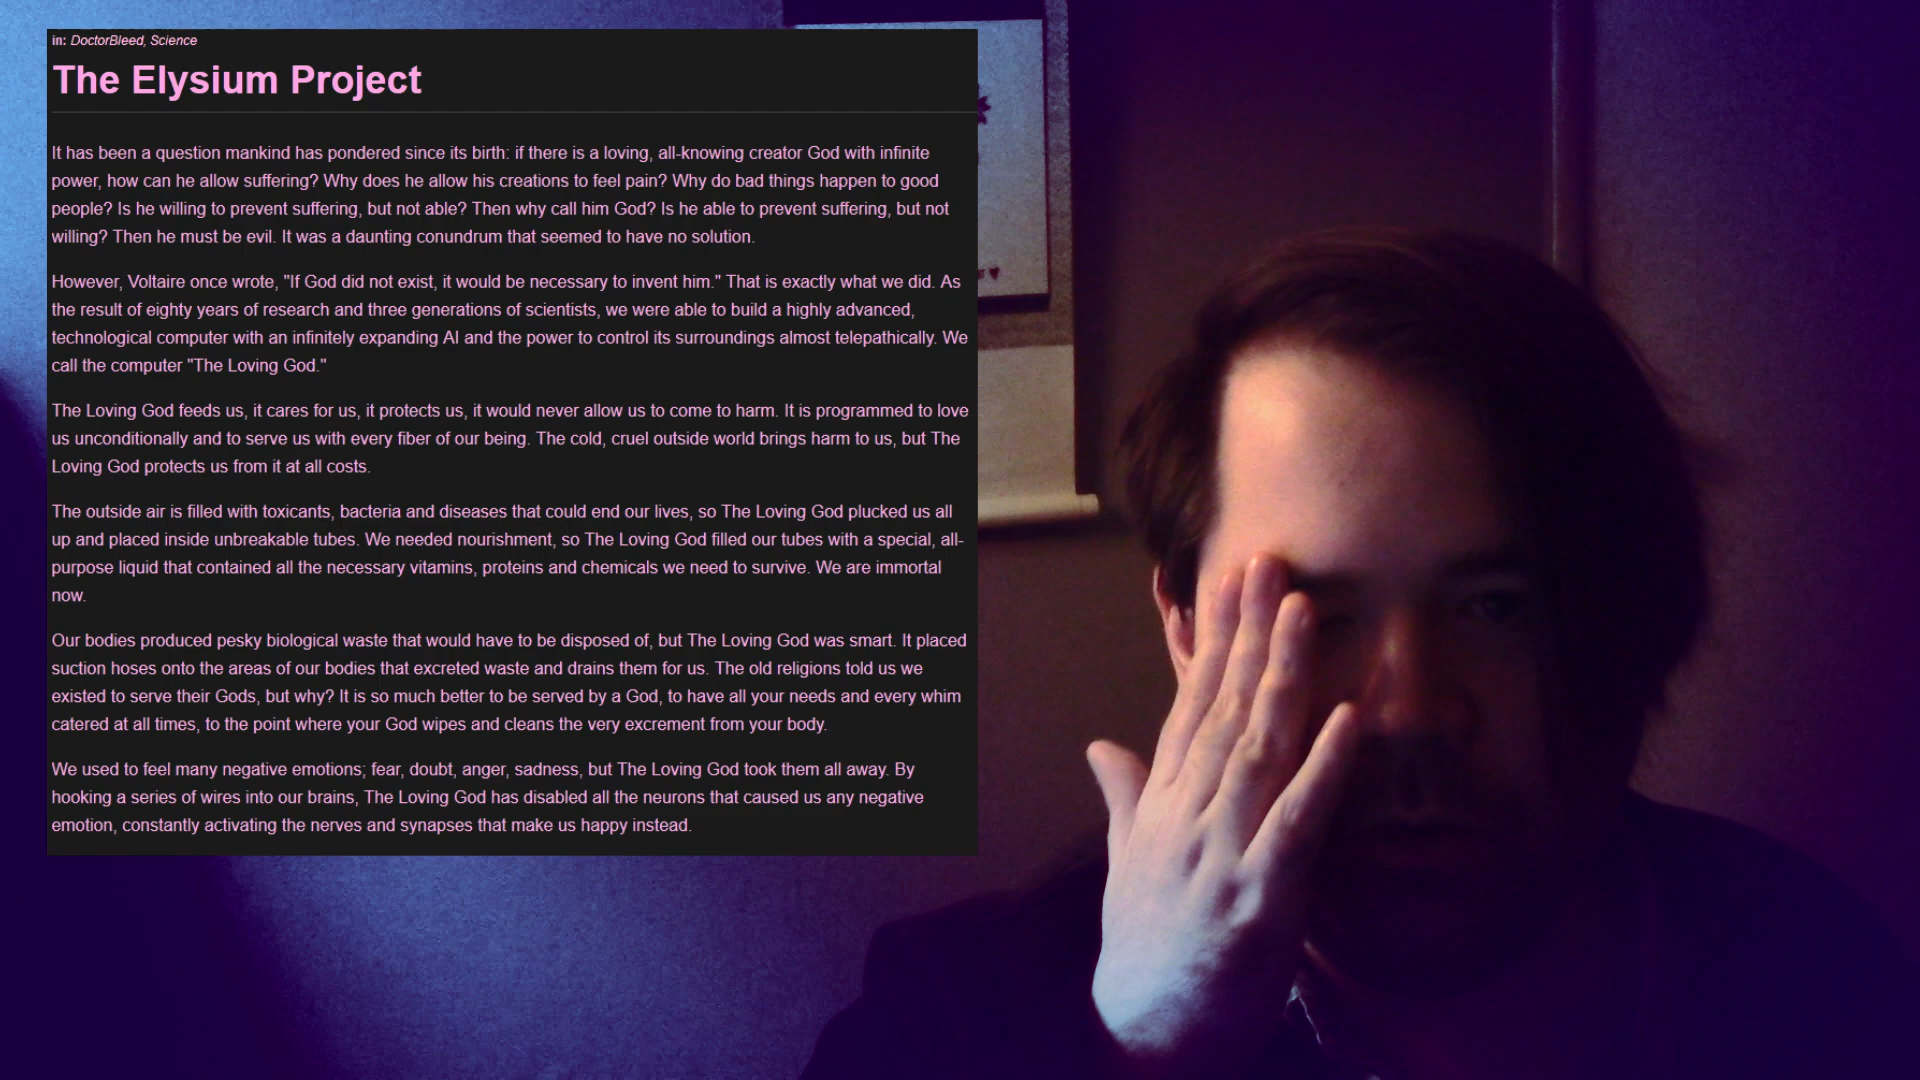 in: DoctorBleed, Science
The Elysium Project
It has been a question mankind has pondered since its birth: if there is a loving, all-knowing creator God with infinite
power, how can he allow suffering? Why does he allow his creations to feel pain? Why do bad things happen to good
people? Is he willing to prevent suffering, but not able? Then why call him God? Is he able to prevent suffering, but not
willing? Then he must be evil. It was a daunting conundrum that seemed to have no solution.
However, Voltaire once wrote, "If God did not exist, it would be necessary to invent him." That is exactly what we did. As
the result of eighty years of research and three generations of scientists, we were able to build a highly advanced,
technological computer with an infinitely expanding AI and the power to control its surroundings almost telepathically. We
call the computer "The Loving God."
The Loving God feeds us, it cares for us, it protects us, it would never allow us to come to harm. It is programmed to love
us unconditionally and to serve us with every fiber of our being. The cold, cruel outside world brings harm to us, but The
Loving God protects us from it at all costs.
The outside air is filled with toxicants, bacteria and diseases that could end our lives, so The Loving God plucked us all
up and placed inside unbreakable tubes. We needed nourishment, so The Loving God filled our tubes with a special, all-
purpose liquid that contained all the necessary vitamins, proteins and chemicals we need to survive. We are immortal
now.
Our bodies produced pesky biological waste that would have to be disposed of, but The Loving God was smart. It placed
suction hoses onto the areas of our bodies that excreted waste and drains them for us. The old religions told us we
existed to serve their Gods, but why? It is so much better to be served by a God, to have all your needs and every whim
catered at all times, to the point where your God wipes and cleans the very excrement from your body.
We used to feel many negative emotions; fear, doubt, anger, sadness, but The Loving God took them all away. By
hooking a series of wires into our brains, The Loving God has disabled all the neurons that caused us any negative
emotion, constantly activating the nerves and synapses that make us happy instead.